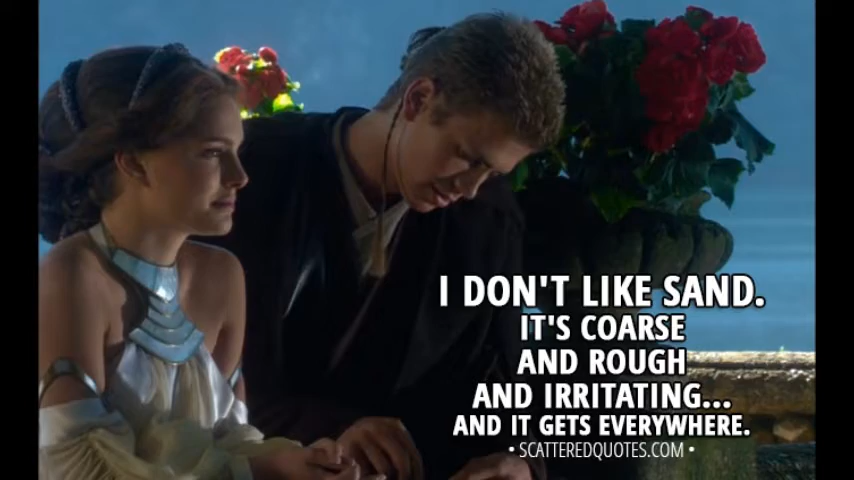 I DON'T LIKE SAND.
IT'S COARSE
AND ROUGH
AND IRRITATING...
AND IT GETS EVERYWHERE.
• SCATTEREDQUOTES.COM •